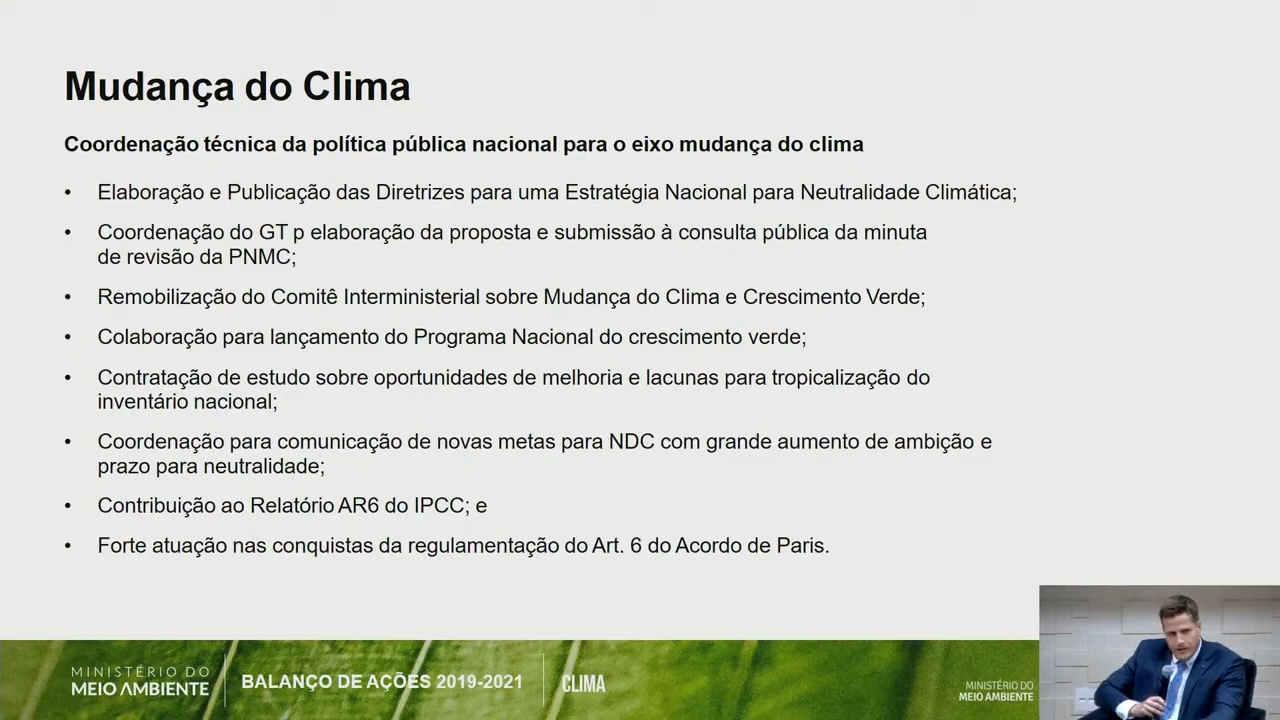 Mudança do Clima
Coordenação técnica da política pública nacional para o eixo mudança do clima
• Elaboração e Publicação das Diretrizes para uma Estratégia Nacional para Neutralidade Climática;
• Coordenação do GT p elaboração da proposta e submissão à consulta pública da minuta
de revisão da PNMC;
• Remobilização do Comitê Interministerial sobre Mudança do Clima e Crescimento Verde;
• Colaboração para lançamento do Programa Nacional do crescimento verde;
• Contratação de estudo sobre oportunidades de melhoria e lacunas para tropicalização do
inventário nacional;
• Coordenação para comunicação de novas metas para NDC com grande aumento de ambição e
prazo para neutralidade;
• Contribuição ao Relatório AR6 do IPCC; e
• Forte atuação nas conquistas da regulamentação do Art. 6 do Acordo de Paris.
MINISTÉRIO DO
MEIO AMBIENTE
BALANÇO DE AÇÕES 2019-2021
CLIMA
MINISTÉRIO DO
MEIO AMBIENTE